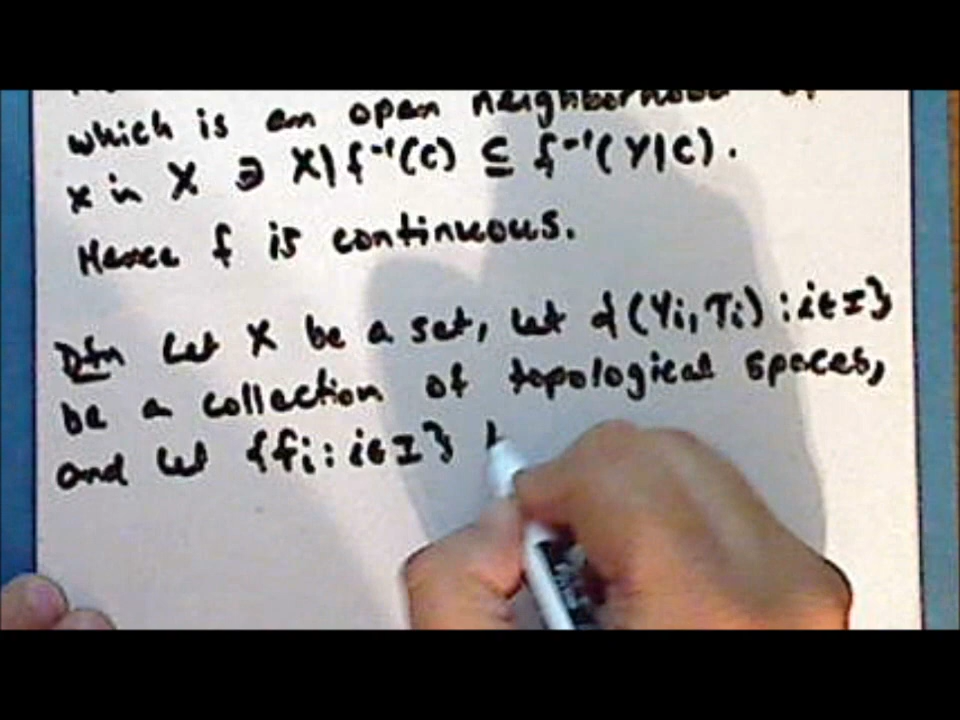 which is an open neighborhood
x in X ∋ X\f⁻¹(C) ⊆ f⁻¹(Y\C).
Hence f is continuous.
Dfn Let X be a set, let {(Yi, Ti) : i∈I}
be a collection of topological spaces,
and let {fi : i∈I}